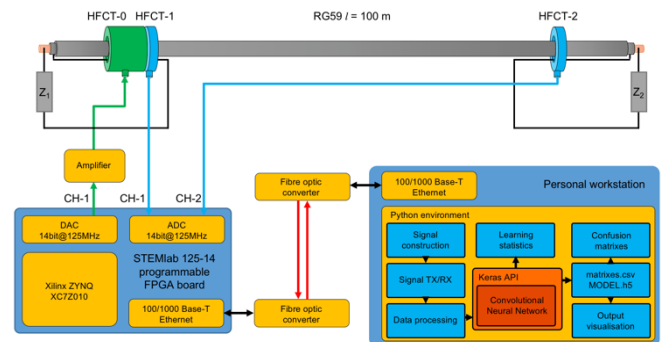 HFCT-0
HFCT-1
RG59 l = 100 m
HFCT-2
Z1
Z2
Amplifier
CH-1
CH-1
CH-2
DAC
14bit@125MHz
ADC
14bit@125MHz
STEMlab 125-14
programmable
FPGA board
Xilinx ZYNQ
XC7Z010
100/1000 Base-T
Ethernet
Fibre optic
converter
Fibre optic
converter
100/1000 Base-T
Ethernet
Personal workstation
Python environment
Signal
construction
Learning
statistics
Confusion
matrixes
Signal TX/RX
Keras API
Convolutional
Neural Network
matrixes.csv
MODEL.h5
Data processing
Output
visualisation